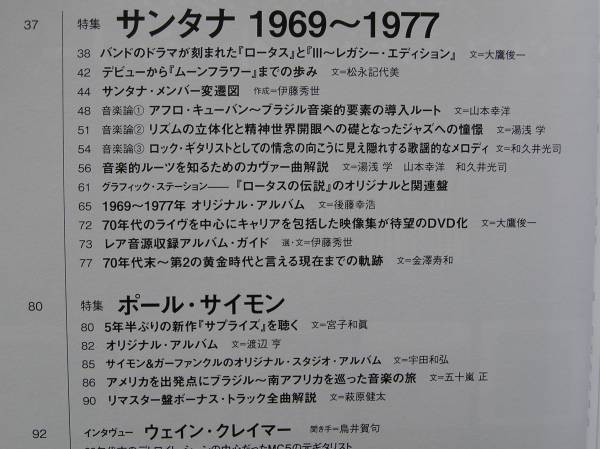 37 特集 サンタナ 1969〜1977
38 バンドのドラマが刻まれた『ロータス』と『III〜レガシー・エディション』 文=大鷹俊一
42 デビューから『ムーンフラワー』までの歩み 文=松永記代美
44 サンタナ・メンバー変遷図 作成=伊藤秀世
48 音楽論① アフロ・キューバン〜ブラジル音楽的要素の導入ルート 文=山本幸洋
51 音楽論② リズムの立体化と精神世界開眼への礎となったジャズへの憧憬 文=湯浅 学
54 音楽論③ ロック・ギタリストとしての情念の向こうに見え隠れする歌謡的なメロディ 文=和久井光司
56 音楽的ルーツを知るためのカヴァー曲解説 文=湯浅 学 山本幸洋 和久井光司
61 グラフィック・ステーション——『ロータスの伝説』のオリジナルと関連盤
65 1969〜1977年 オリジナル・アルバム 文=後藤幸浩
72 70年代のライヴを中心にキャリアを包括した映像集が待望のDVD化 文=大鷹俊一
73 レア音源収録アルバム・ガイド 選・文=伊藤秀世
77 70年代末〜第2の黄金時代と言える現在までの軌跡 文=金澤寿和
80 特集 ポール・サイモン
80 5年半ぶりの新作『サプライズ』を聴く 文=宮子和眞
82 オリジナル・アルバム 文=渡辺 亨
85 サイモン&ガーファンクルのオリジナル・スタジオ・アルバム 文=宇田和弘
86 アメリカを出発点にブラジル〜南アフリカを巡った音楽の旅 文=五十嵐 正
90 リマスター盤ボーナス・トラック全曲解説 文=萩原健太
92 インタヴュー ウェイン・クレイマー 聞き手=鳥井賀句